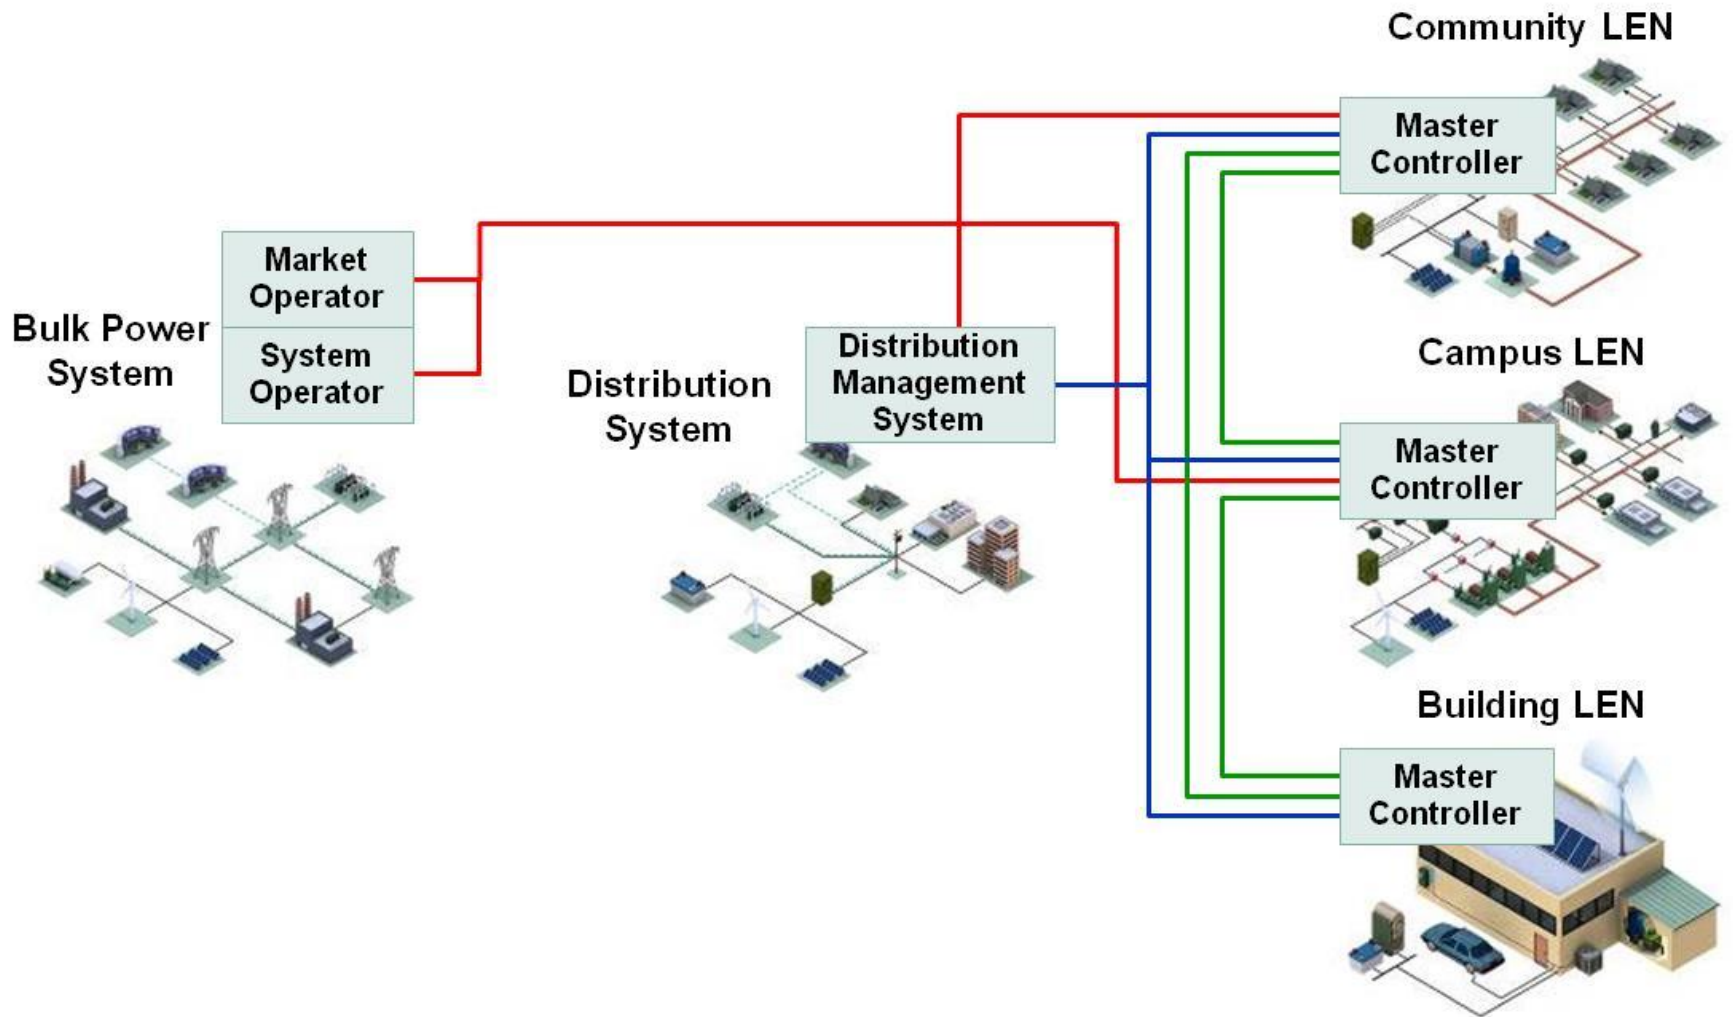 Community LEN
Master
Controller
Market
Operator
Bulk Power
System
System
Operator
Distribution
System
Distribution
Management
System
Campus LEN
Master
Controller
Building LEN
Master
Controller